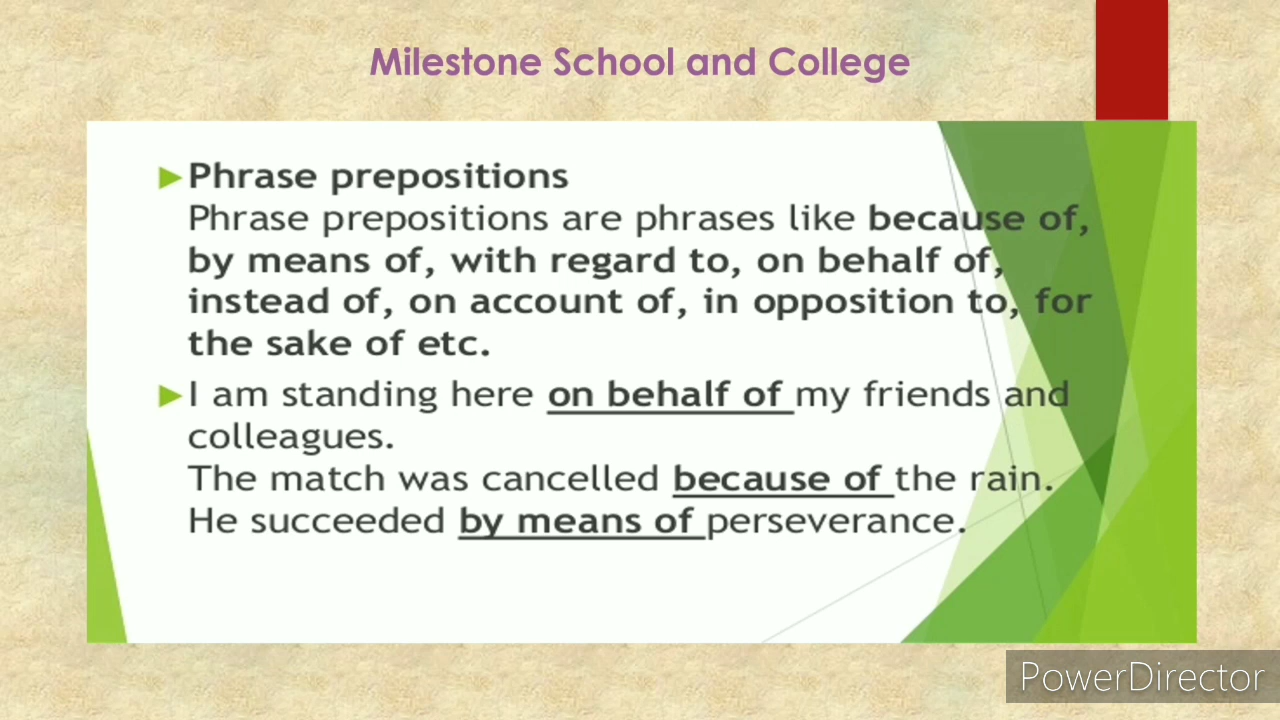 Milestone School and College
Phrase prepositions
Phrase prepositions are phrases like because of,
by means of, with regard to, on behalf of,
instead of, on account of, in opposition to, for
the sake of etc.
I am standing here on behalf of my friends and
colleagues.
The match was cancelled because of the rain.
He succeeded by means of perseverance.
PowerDirector